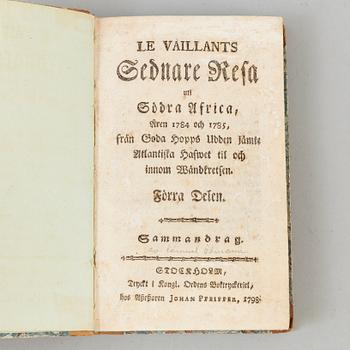 LE VAILLANTS
Sednare Resa
uti
Södra Africa,
Åren 1784 och 1785,
från Goda Hopps Udden jämte
Atlantiska Hafwet til och
innom Wändkretsen.
Förra Delen.
Sammandrag.
STOCKHOLM,
Tryckt i Kongl. Ordens Boktryckeriet,
hos Assessoren JOHAN PFEIFFER, 1798.